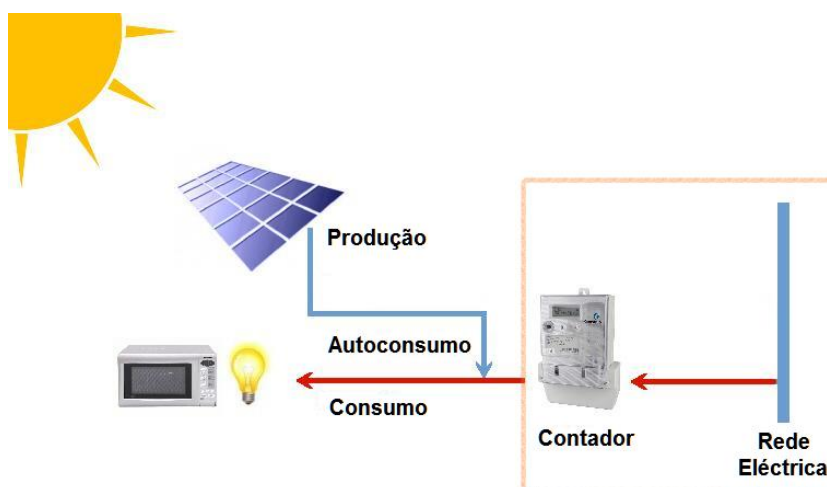 Produção
Autoconsumo
Consumo
Contador
Rede
Eléctrica